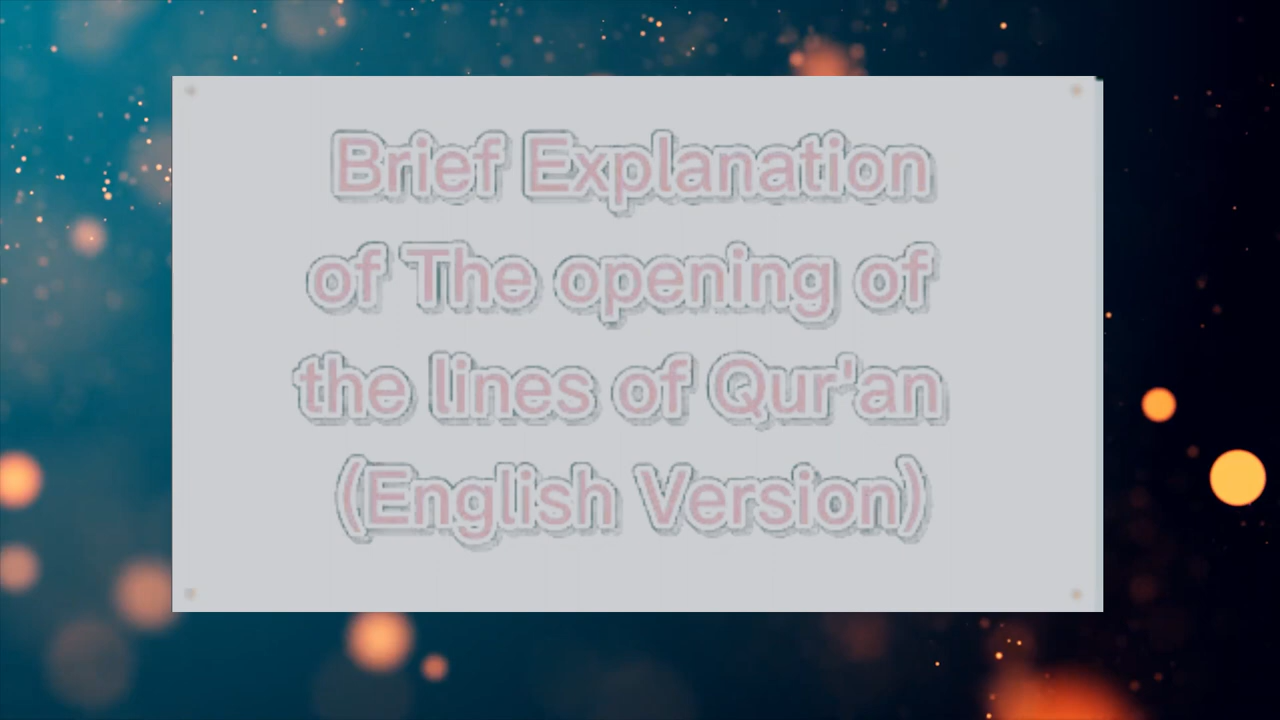 Brief Explanation
of The opening of
the lines of Qur'an
(English Version)